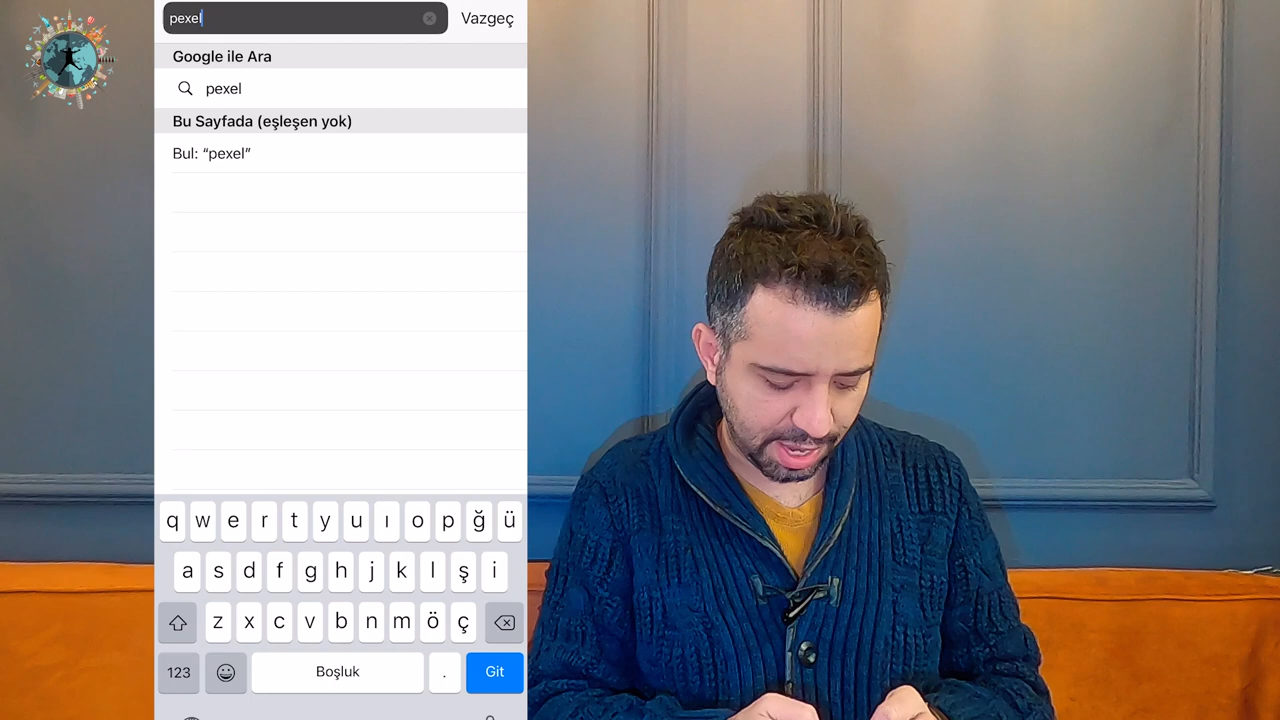 pexel
Vazgeç
Google ile Ara
pexel
Bu Sayfada (eşleşen yok)
Bul: “pexel”
q w e r t y u ı o p ğ ü
a s d f g h j k l ş i
z x c v b n m ö ç
123 Boşluk . Git